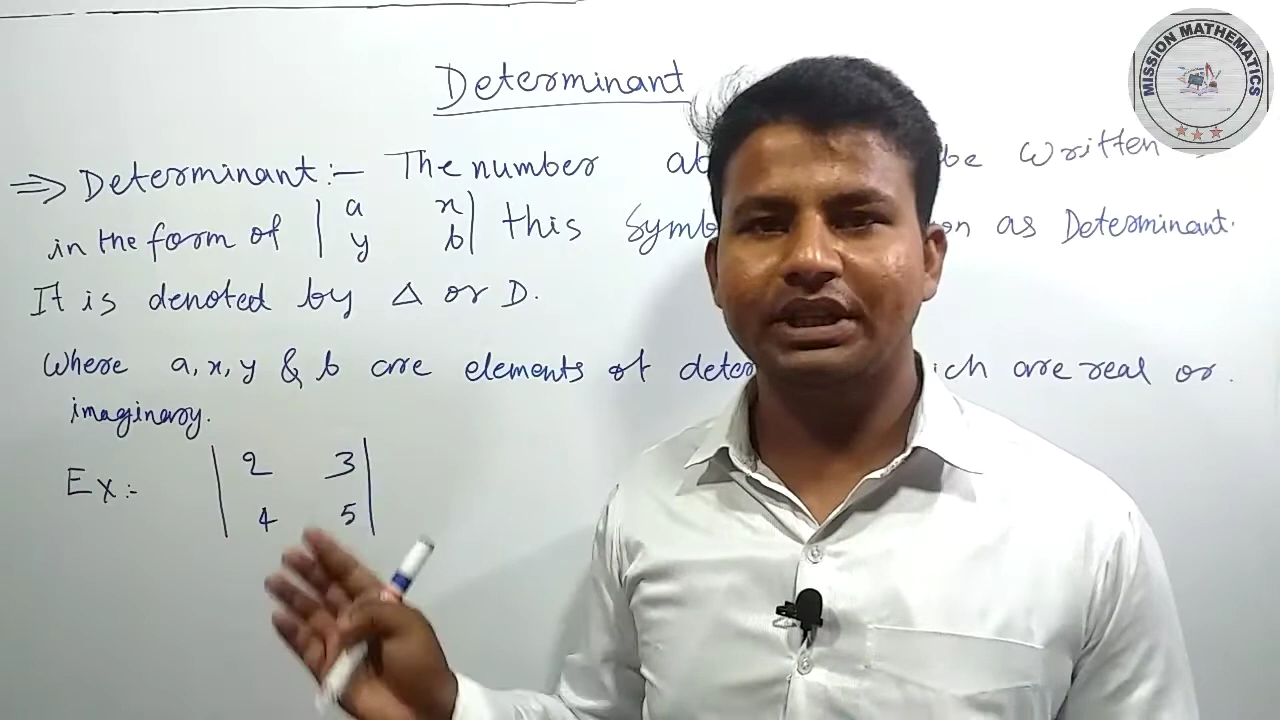 Determinant
⇒ Determinant:- The number ab be written
in the form of | a x | this Symb on as Determinant.
| y b |
It is denoted by Δ or D.
Where a, x, y & b are elements of deter ich are real or
imaginary.
Ex:- | 2 3 |
| 4 5 |
MISSION MATHEMATICS